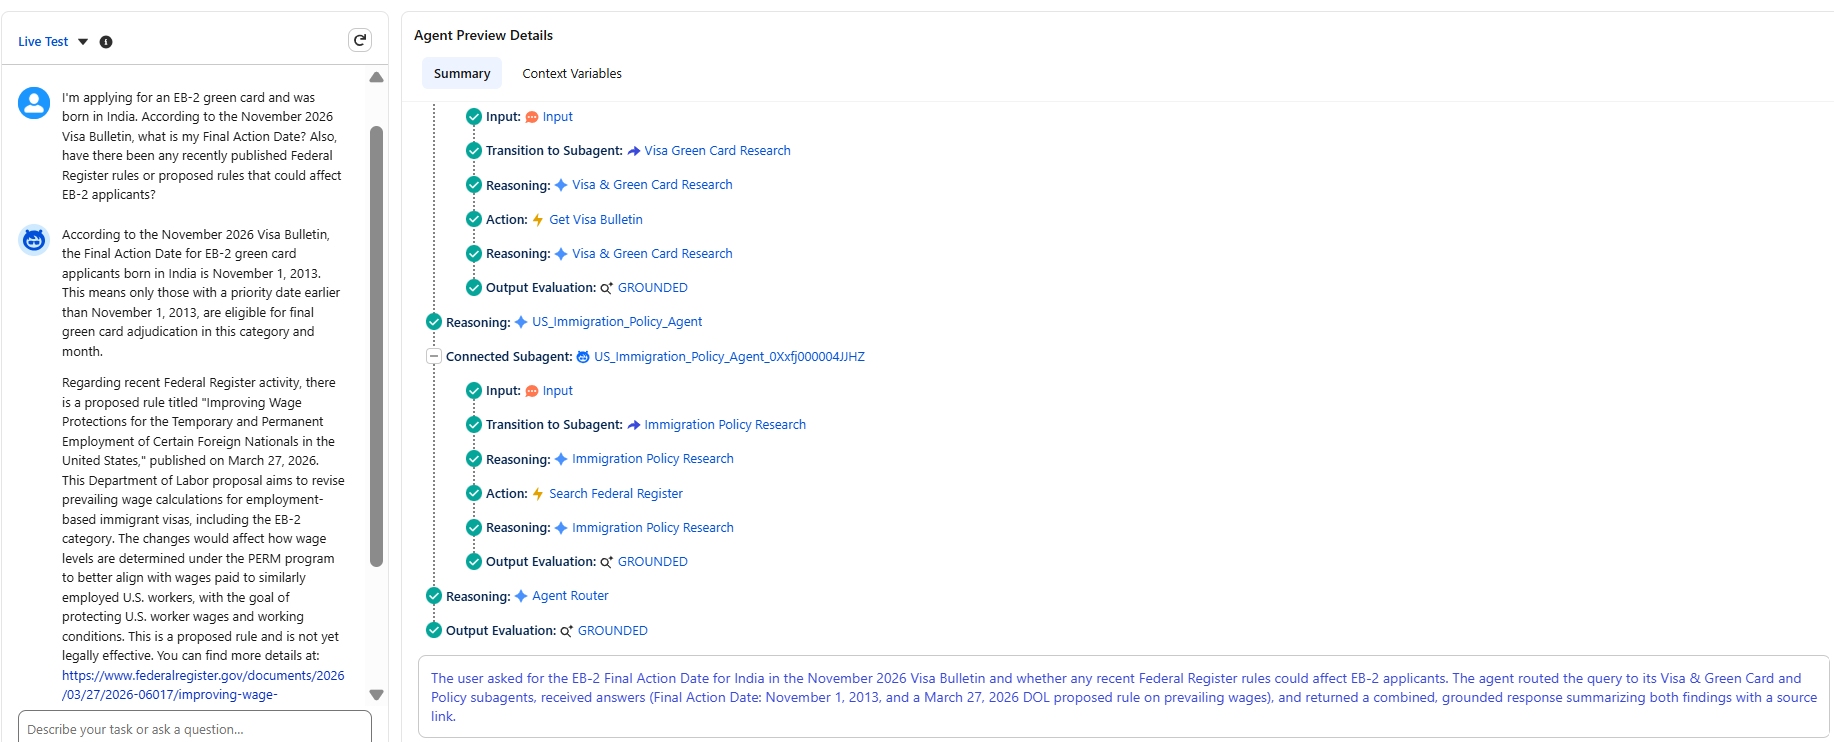 Live Test
I'm applying for an EB-2 green card and was
born in India. According to the November 2026
Visa Bulletin, what is my Final Action Date? Also,
have there been any recently published Federal
Register rules or proposed rules that could affect
EB-2 applicants?
According to the November 2026 Visa Bulletin,
the Final Action Date for EB-2 green card
applicants born in India is November 1, 2013.
This means only those with a priority date earlier
than November 1, 2013, are eligible for final
green card adjudication in this category and
month.
Regarding recent Federal Register activity, there
is a proposed rule titled "Improving Wage
Protections for the Temporary and Permanent
Employment of Certain Foreign Nationals in the
United States," published on March 27, 2026.
This Department of Labor proposal aims to revise
prevailing wage calculations for employment-
based immigrant visas, including the EB-2
category. The changes would affect how wage
levels are determined under the PERM program
to better align with wages paid to similarly
employed U.S. workers, with the goal of
protecting U.S. worker wages and working
conditions. This is a proposed rule and is not yet
legally effective. You can find more details at:
https://www.federalregister.gov/documents/2026
/03/27/2026-06017/improving-wage-
Describe your task or ask a question...
Agent Preview Details
Summary
Context Variables
Input: Input
Transition to Subagent: Visa Green Card Research
Reasoning: Visa & Green Card Research
Action: Get Visa Bulletin
Reasoning: Visa & Green Card Research
Output Evaluation: GROUNDED
Reasoning: US_Immigration_Policy_Agent
Connected Subagent: US_Immigration_Policy_Agent_0Xxfj000004JJHZ
Input: Input
Transition to Subagent: Immigration Policy Research
Reasoning: Immigration Policy Research
Action: Search Federal Register
Reasoning: Immigration Policy Research
Output Evaluation: GROUNDED
Reasoning: Agent Router
Output Evaluation: GROUNDED
The user asked for the EB-2 Final Action Date for India in the November 2026 Visa Bulletin and whether any recent Federal Register rules could affect EB-2 applicants. The agent routed the query to its Visa & Green Card and
Policy subagents, received answers (Final Action Date: November 1, 2013, and a March 27, 2026 DOL proposed rule on prevailing wages), and returned a combined, grounded response summarizing both findings with a source
link.